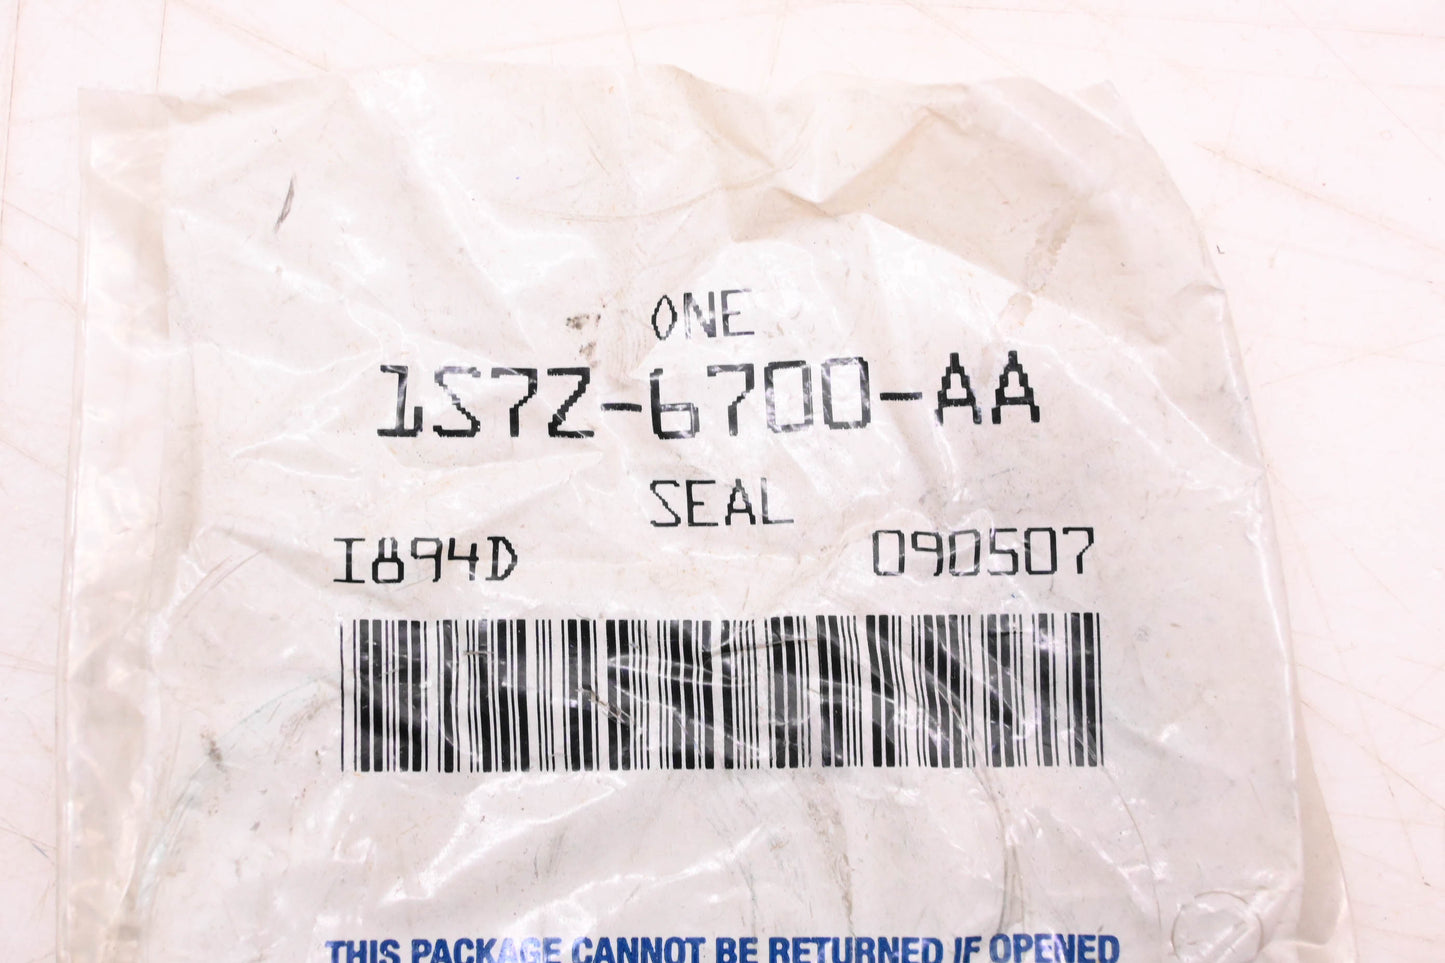 ONE
1S7Z-6700-AA
SEAL
I894D 090507
THIS PACKAGE CANNOT BE RETURNED IF OPENED